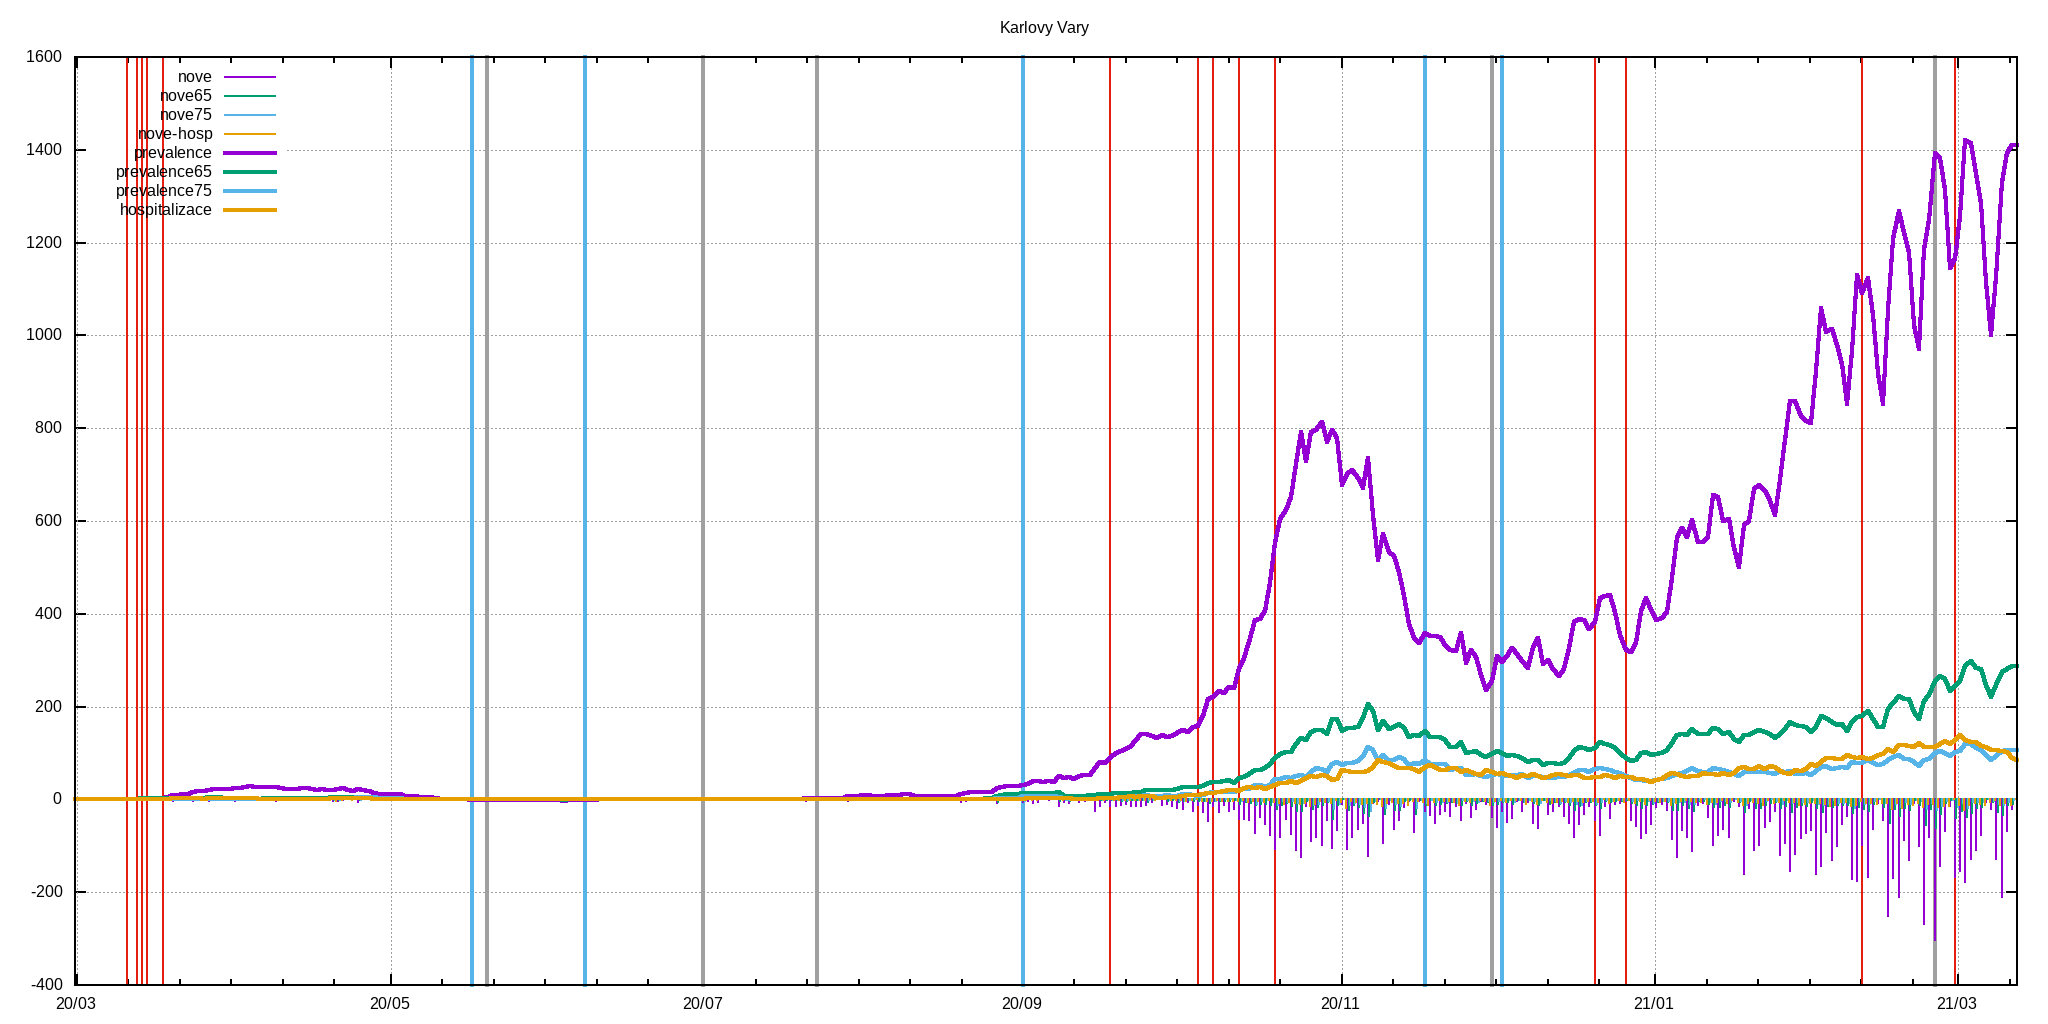 Karlovy Vary
1600
1400
1200
1000
800
600
400
200
0
-200
-400
nove
nove65
nove75
nove-hosp
prevalence
prevalence65
prevalence75
hospitalizace
20/03 20/05 20/07 20/09 20/11 21/01 21/03